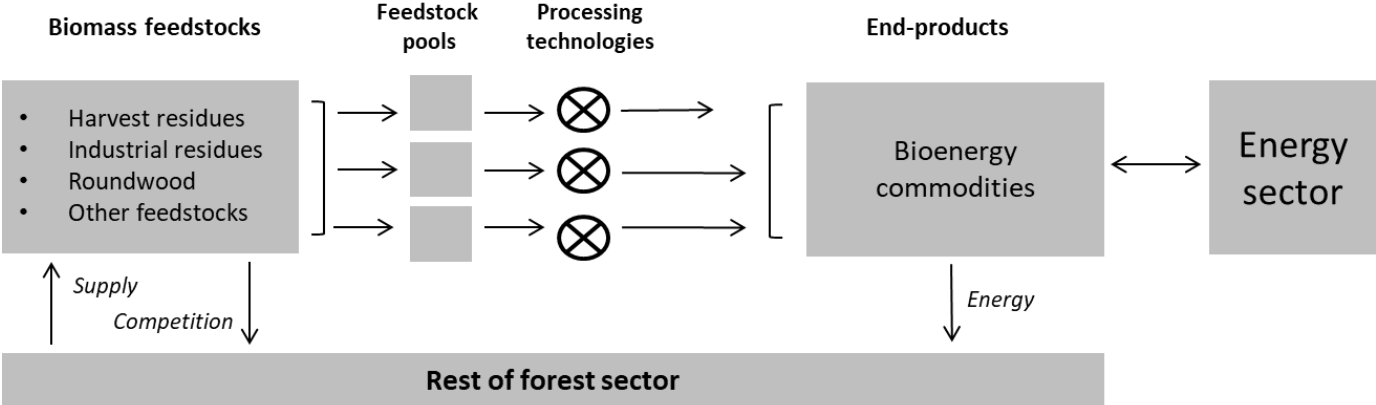 Biomass feedstocks
Feedstock
pools
Processing
technologies
End-products
• Harvest residues
• Industrial residues
• Roundwood
• Other feedstocks
Bioenergy
commodities
Energy
sector
Supply
Competition
Energy
Rest of forest sector